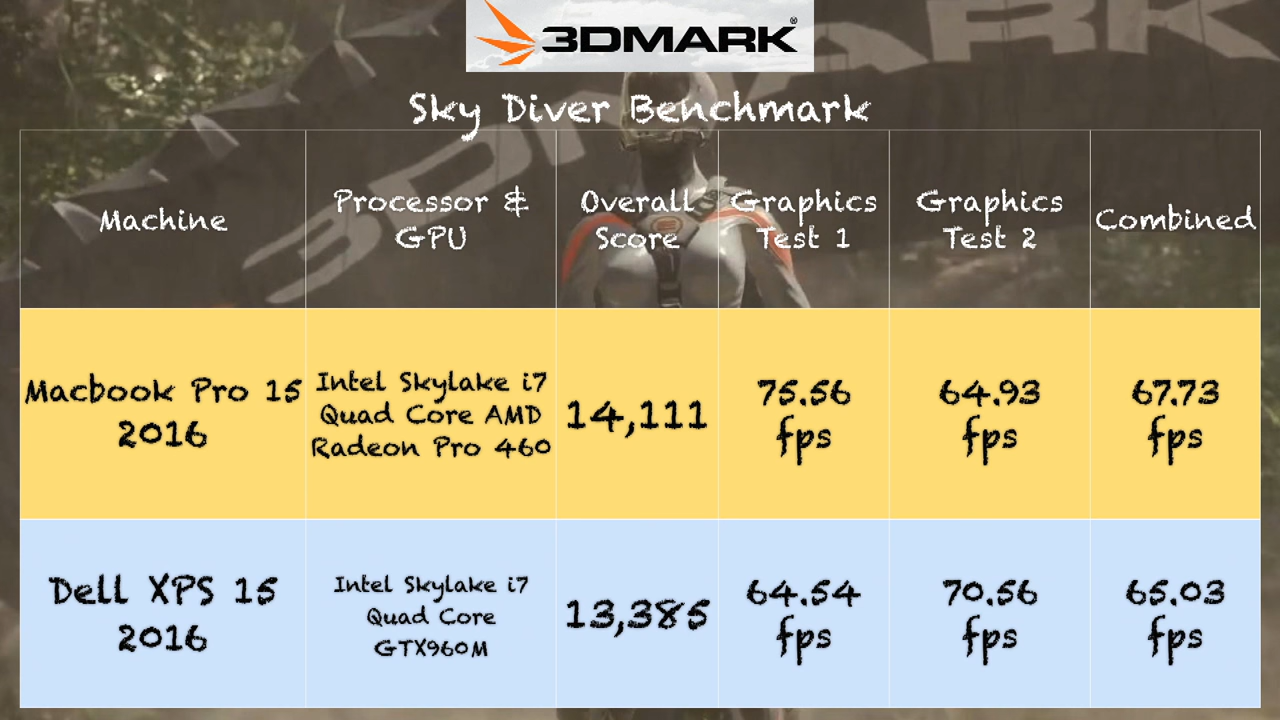 3DMARK®
Sky Diver Benchmark
Machine
Processor &
GPU
Overall
Score
Graphics
Test 1
Graphics
Test 2
Combined
Macbook Pro 15
2016
Intel Skylake i7
Quad Core AMD
Radeon Pro 460
14,111
75.56
fps
64.93
fps
67.73
fps
Dell XPS 15
2016
Intel Skylake i7
Quad Core
GTX960M
13,385
64.54
fps
70.56
fps
65.03
fps